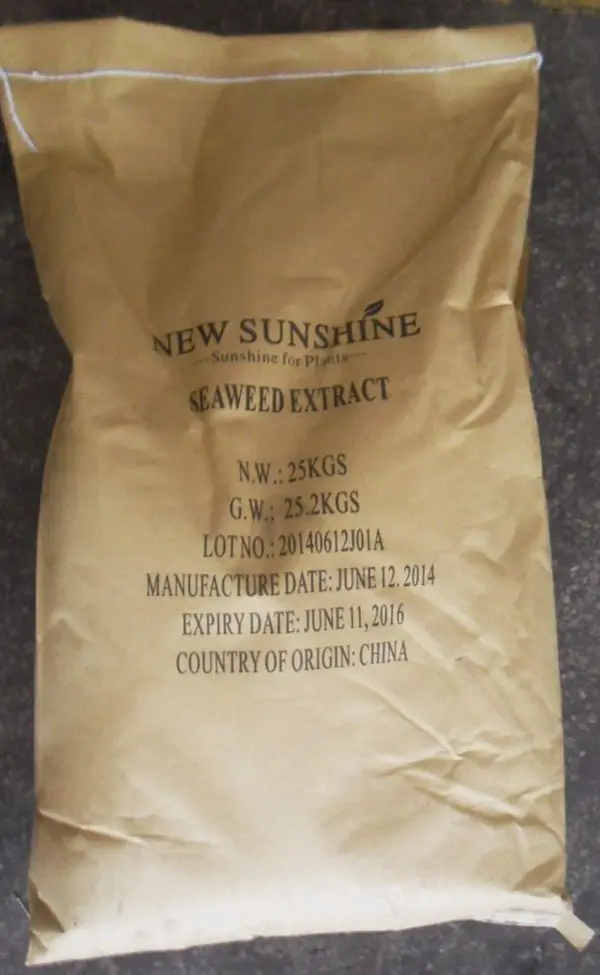 NEW SUNSHINE
---Sunshine for Plants---
SEAWEED EXTRACT
N.W.: 25KGS
G.W.: 25.2KGS
LOT NO.: 20140612J01A
MANUFACTURE DATE: JUNE 12. 2014
EXPIRY DATE: JUNE 11, 2016
COUNTRY OF ORIGIN: CHINA